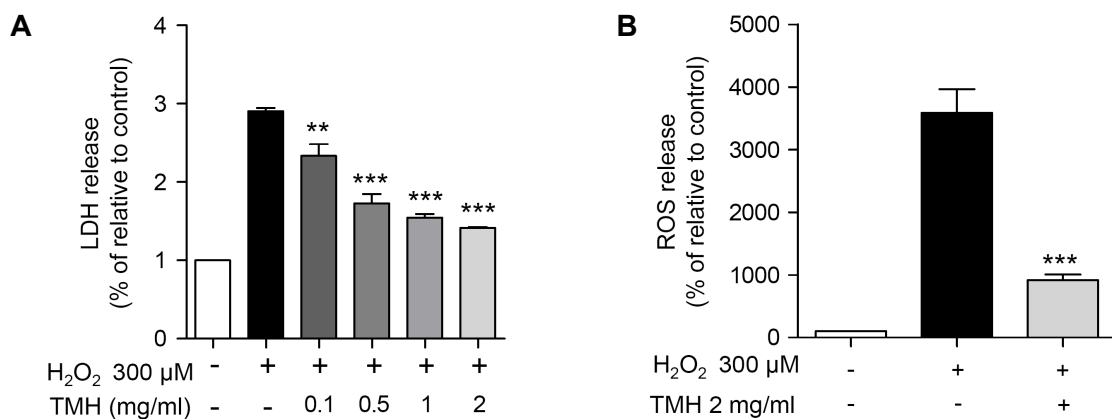 A
LDH release
(% of relative to control)
4
3
2
1
0
** 
***
***
***
H₂O₂ 300 µM - + + + + +
TMH (mg/ml) - - 0.1 0.5 1 2
B
ROS release
(% of relative to control)
5000
4000
3000
2000
1000
0
***
H₂O₂ 300 µM - + +
TMH 2 mg/ml - - +